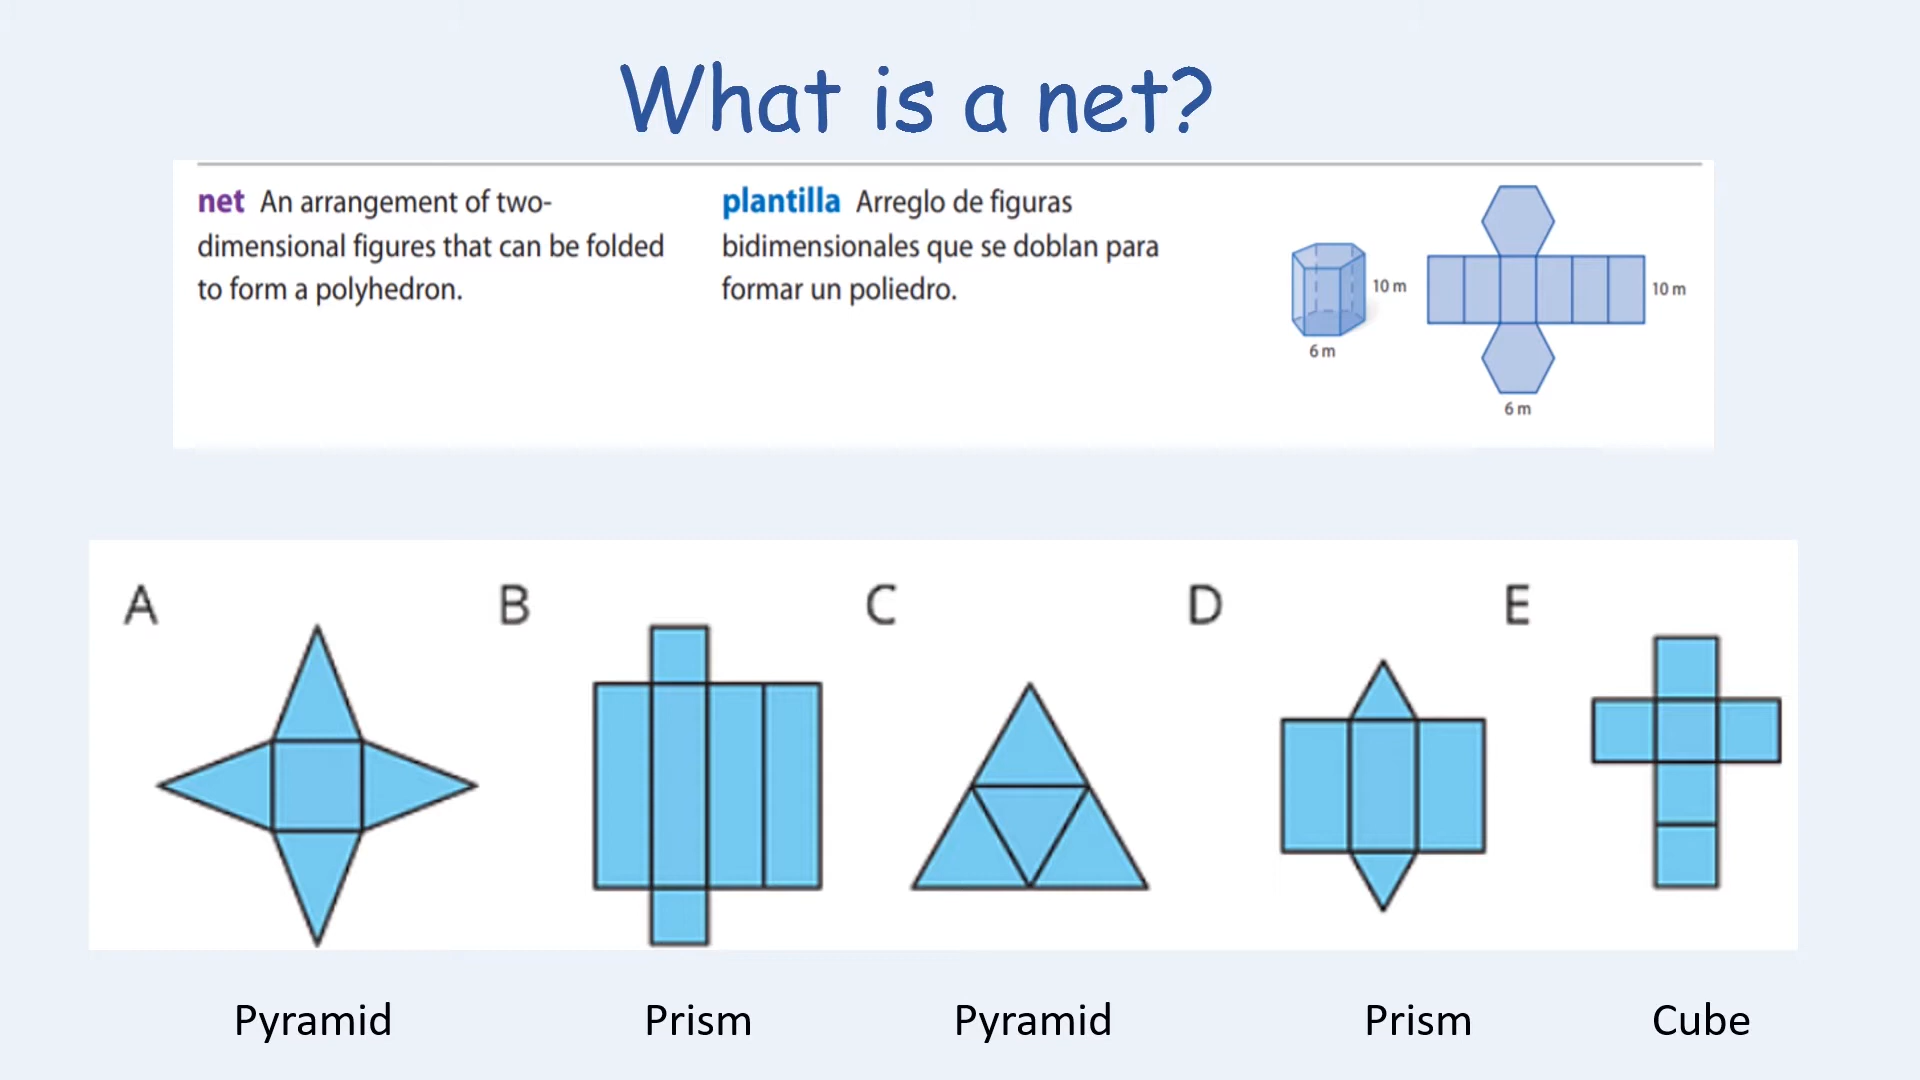 What is a net?
net An arrangement of two-
dimensional figures that can be folded
to form a polyhedron.
plantilla Arreglo de figuras
bidimensionales que se doblan para
formar un poliedro.
10 m
6 m
10 m
6 m
A
B
C
D
E
Pyramid
Prism
Pyramid
Prism
Cube